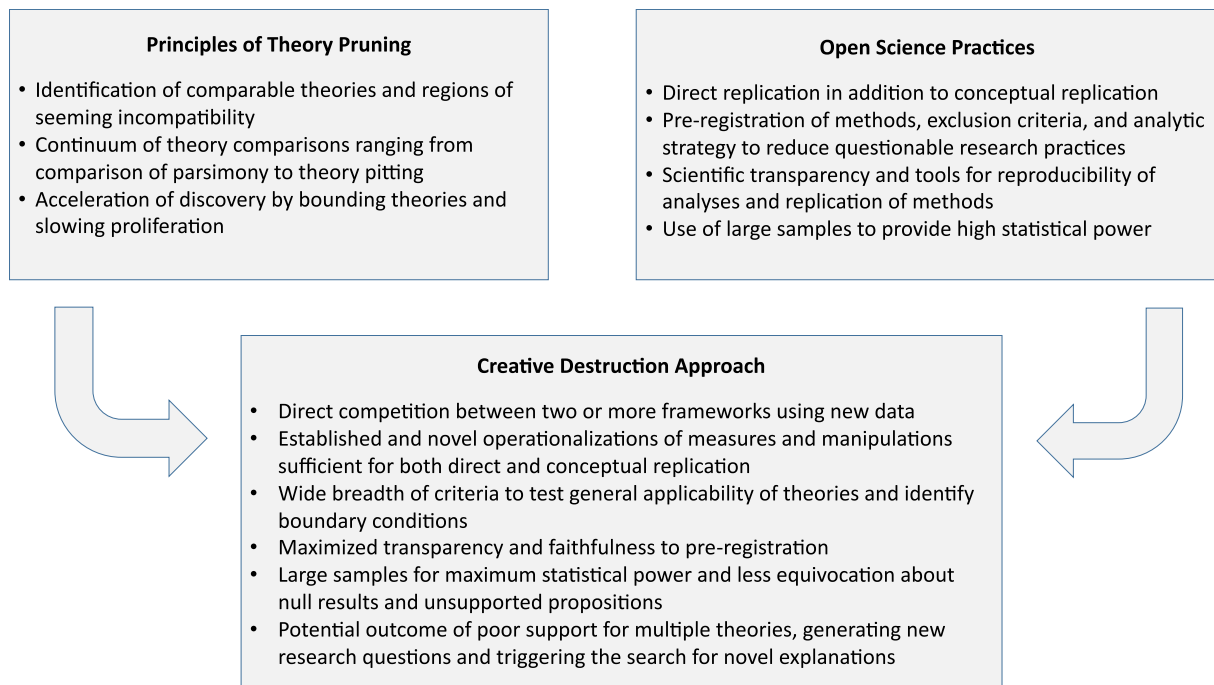 Principles of Theory Pruning
• Identification of comparable theories and regions of
seeming incompatibility
• Continuum of theory comparisons ranging from
comparison of parsimony to theory pitting
• Acceleration of discovery by bounding theories and
slowing proliferation
Open Science Practices
• Direct replication in addition to conceptual replication
• Pre-registration of methods, exclusion criteria, and analytic
strategy to reduce questionable research practices
• Scientific transparency and tools for reproducibility of
analyses and replication of methods
• Use of large samples to provide high statistical power
Creative Destruction Approach
• Direct competition between two or more frameworks using new data
• Established and novel operationalizations of measures and manipulations
sufficient for both direct and conceptual replication
• Wide breadth of criteria to test general applicability of theories and identify
boundary conditions
• Maximized transparency and faithfulness to pre-registration
• Large samples for maximum statistical power and less equivocation about
null results and unsupported propositions
• Potential outcome of poor support for multiple theories, generating new
research questions and triggering the search for novel explanations